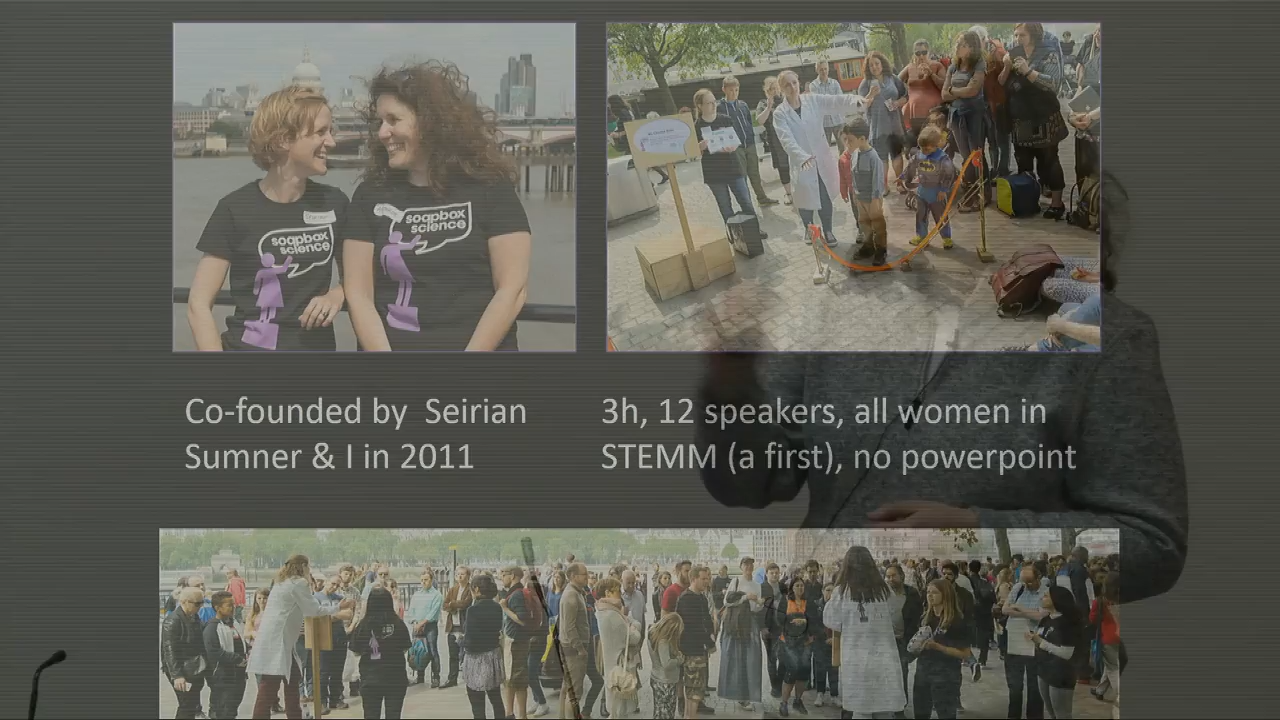 soapbox
science
soapbox
science
Co-founded by Seirian
Sumner & I in 2011
3h, 12 speakers, all women in
STEMM (a first), no powerpoint